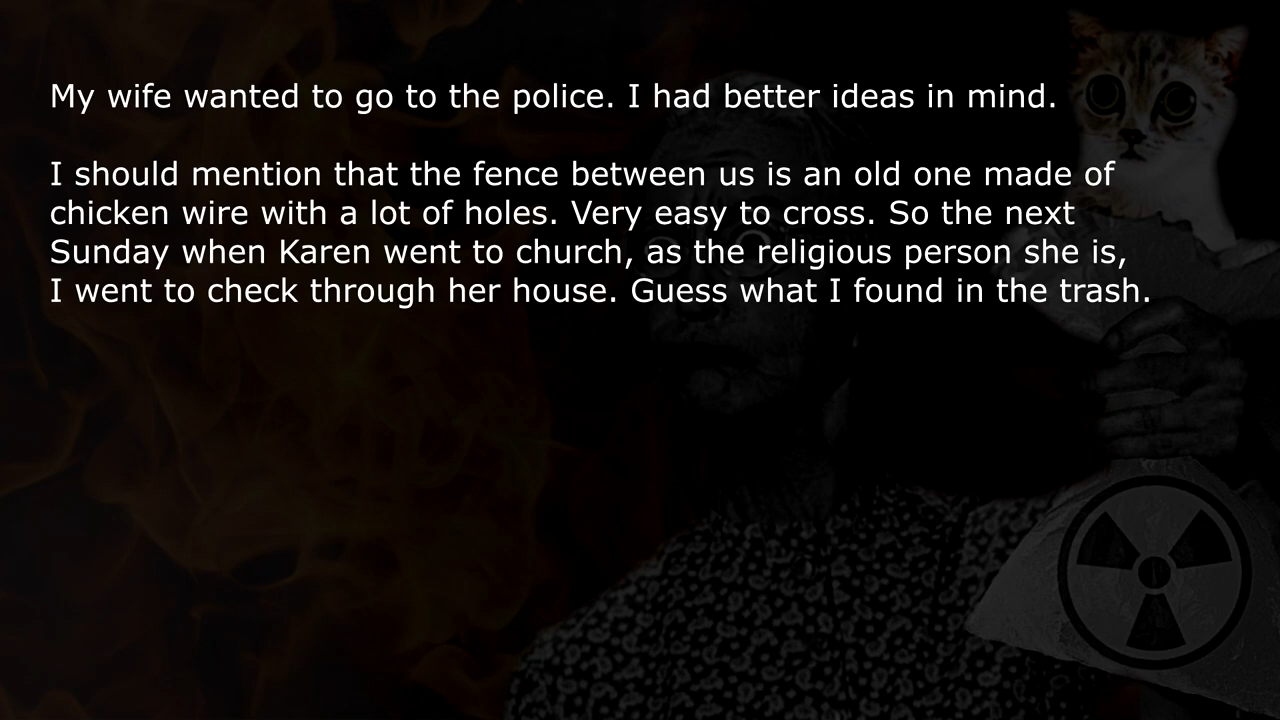 My wife wanted to go to the police. I had better ideas in mind.
I should mention that the fence between us is an old one made of
chicken wire with a lot of holes. Very easy to cross. So the next
Sunday when Karen went to church, as the religious person she is,
I went to check through her house. Guess what I found in the trash.